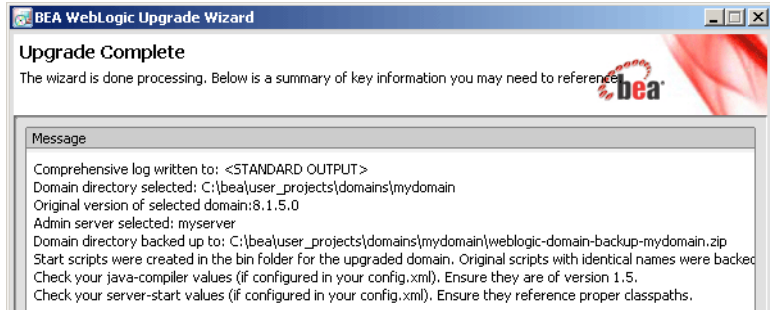 BEA WebLogic Upgrade Wizard
Upgrade Complete
The wizard is done processing. Below is a summary of key information you may need to reference.
bea
Message
Comprehensive log written to: <STANDARD OUTPUT>
Domain directory selected: C:\bea\user_projects\domains\mydomain
Original version of selected domain:8.1.5.0
Admin server selected: myserver
Domain directory backed up to: C:\bea\user_projects\domains\mydomain\weblogic-domain-backup-mydomain.zip
Start scripts were created in the bin folder for the upgraded domain. Original scripts with identical names were backec
Check your java-compiler values (if configured in your config.xml). Ensure they are of version 1.5.
Check your server-start values (if configured in your config.xml). Ensure they reference proper classpaths.